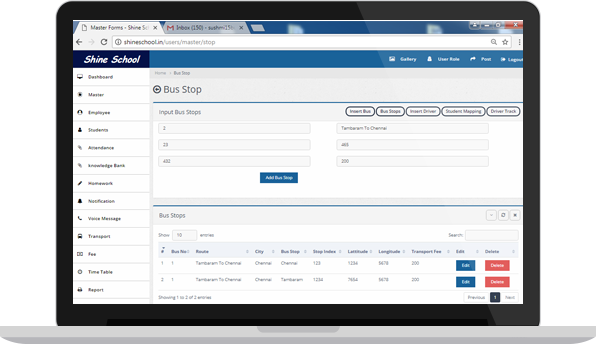 Master Forms - Shine S
Inbox (150) - sushmi15
shineschool.in/users/master/stop
Shine School
Gallery User Role Post Logout
Home Bus Stop
Dashboard
Master
Employee
Students
Attendance
knowledge Bank
Homework
Notification
Voice Message
Transport
Fee
Time Table
Report
Bus Stop
Input Bus Stops
Insert Bus Bus Stops Insert Driver Student Mapping Driver Track
2 Tambaram To Chennai
23 465
432 200
Add Bus Stop
Bus Stops
Show 10 entries Search:
# Bus No Route City Bus Stop Stop Index Lattitude Langitude Transport Fee Edit Delete
1 1 Tambaram To Chennai Chennai Chennai 123 1234 5678 200 Edit Delete
2 1 Tambaram To Chennai Chennai Tambaram 1234 7654 5678 200 Edit Delete
Showing 1 to 2 of 2 entries Previous 1 Next